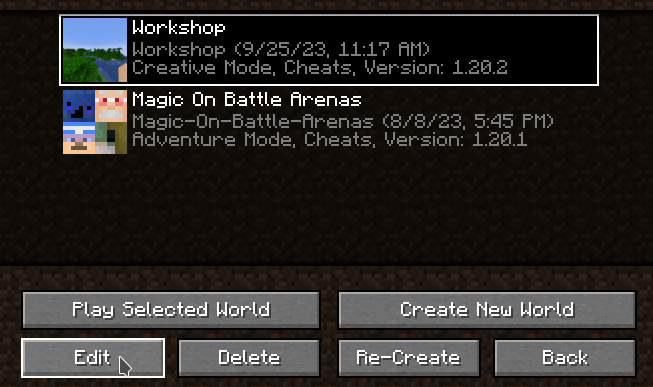 Workshop
Workshop (9/25/23, 11:17 AM)
Creative Mode, Cheats, Version: 1.20.2
Magic On Battle Arenas
Magic-On-Battle-Arenas (8/8/23, 5:45 PM)
Adventure Mode, Cheats, Version: 1.20.1
Play Selected World
Create New World
Edit
Delete
Re-Create
Back